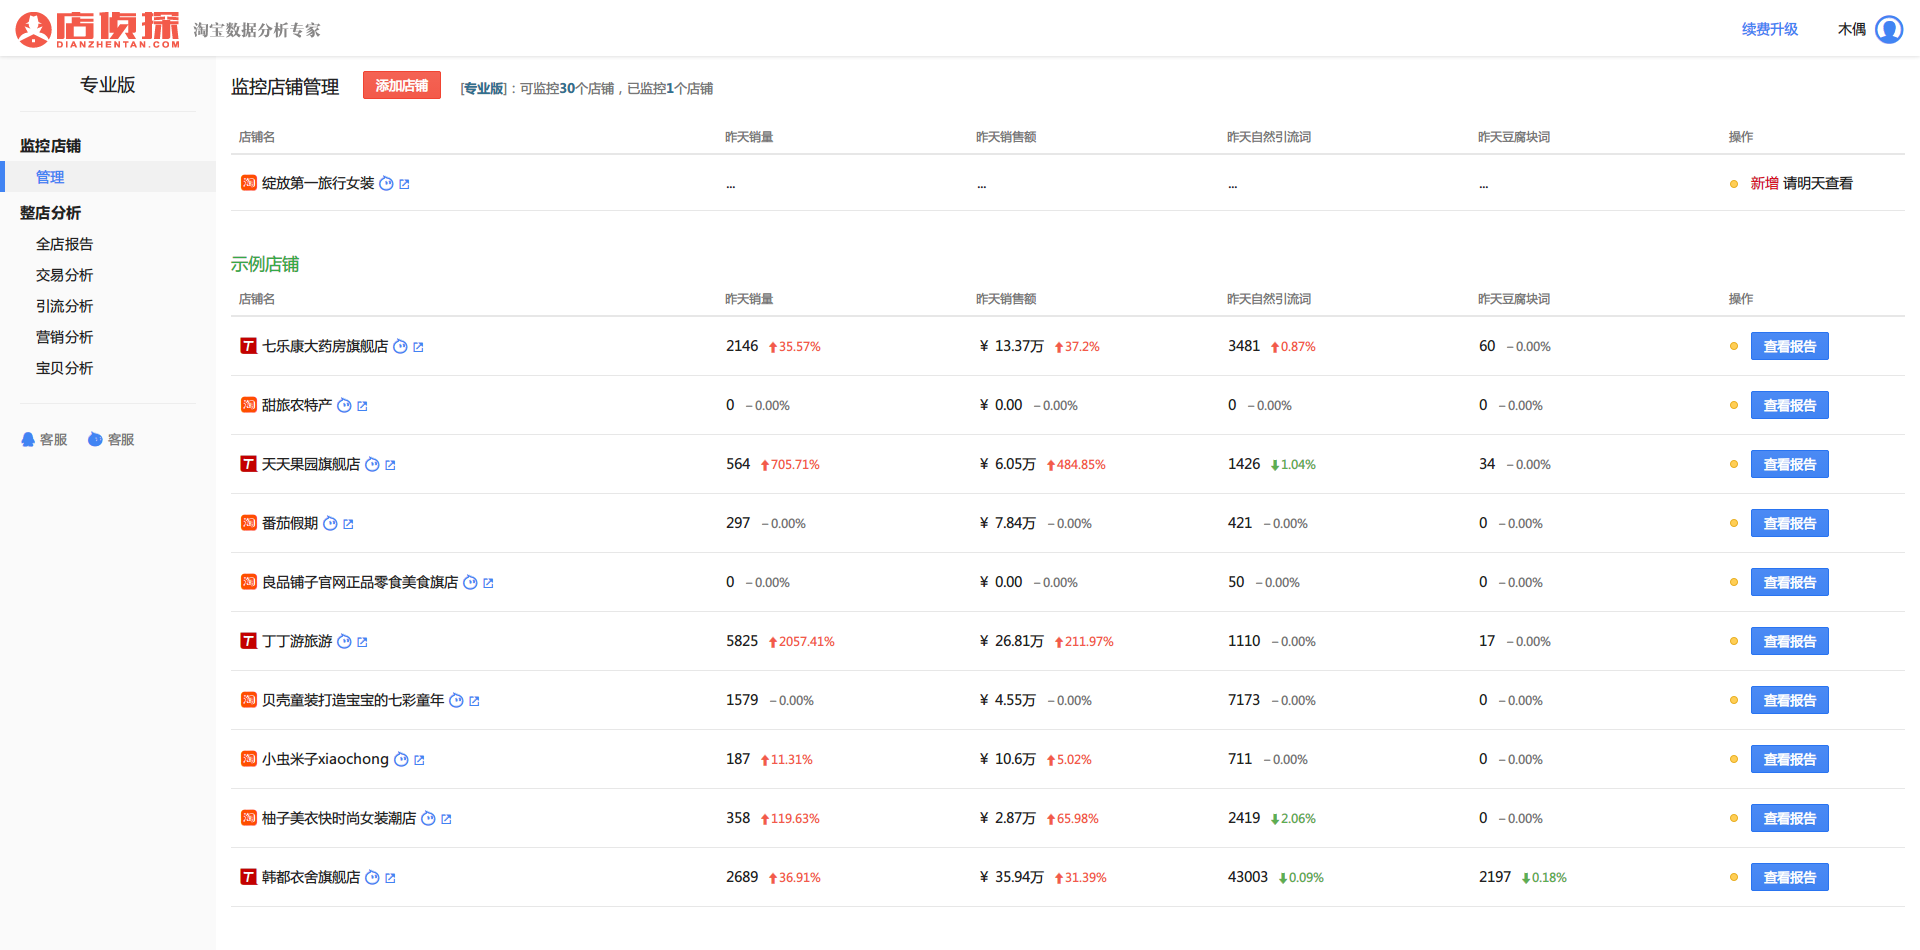 店侦探 淘宝数据分析专家 续费升级 木偶
DIANZHENTAN.COM
专业版
监控店铺
管理
整店分析
全店报告
交易分析
引流分析
营销分析
宝贝分析
客服 客服
监控店铺管理 添加店铺 [专业版]：可监控30个店铺，已监控1个店铺
店铺名 昨天销量 昨天销售额 昨天自然引流词 昨天豆腐块词 操作
淘 绽放第一旅行女装 ... ... ... ... 新增 请明天查看
示例店铺
店铺名 昨天销量 昨天销售额 昨天自然引流词 昨天豆腐块词 操作
T 七乐康大药房旗舰店 2146 35.57% ¥ 13.37万 37.2% 3481 0.87% 60 – 0.00% 查看报告
淘 甜旅农特产 0 – 0.00% ¥ 0.00 – 0.00% 0 – 0.00% 0 – 0.00% 查看报告
T 天天果园旗舰店 564 705.71% ¥ 6.05万 484.85% 1426 1.04% 34 – 0.00% 查看报告
淘 番茄假期 297 – 0.00% ¥ 7.84万 – 0.00% 421 – 0.00% 0 – 0.00% 查看报告
淘 良品铺子官网正品零食美食旗店 0 – 0.00% ¥ 0.00 – 0.00% 50 – 0.00% 0 – 0.00% 查看报告
T 丁丁游旅游 5825 2057.41% ¥ 26.81万 211.97% 1110 – 0.00% 17 – 0.00% 查看报告
淘 贝壳童装打造宝宝的七彩童年 1579 – 0.00% ¥ 4.55万 – 0.00% 7173 – 0.00% 0 – 0.00% 查看报告
淘 小虫米子xiaochong 187 11.31% ¥ 10.6万 5.02% 711 – 0.00% 0 – 0.00% 查看报告
淘 柚子美衣快时尚女装潮店 358 119.63% ¥ 2.87万 65.98% 2419 2.06% 0 – 0.00% 查看报告
T 韩都衣舍旗舰店 2689 36.91% ¥ 35.94万 31.39% 43003 0.09% 2197 0.18% 查看报告